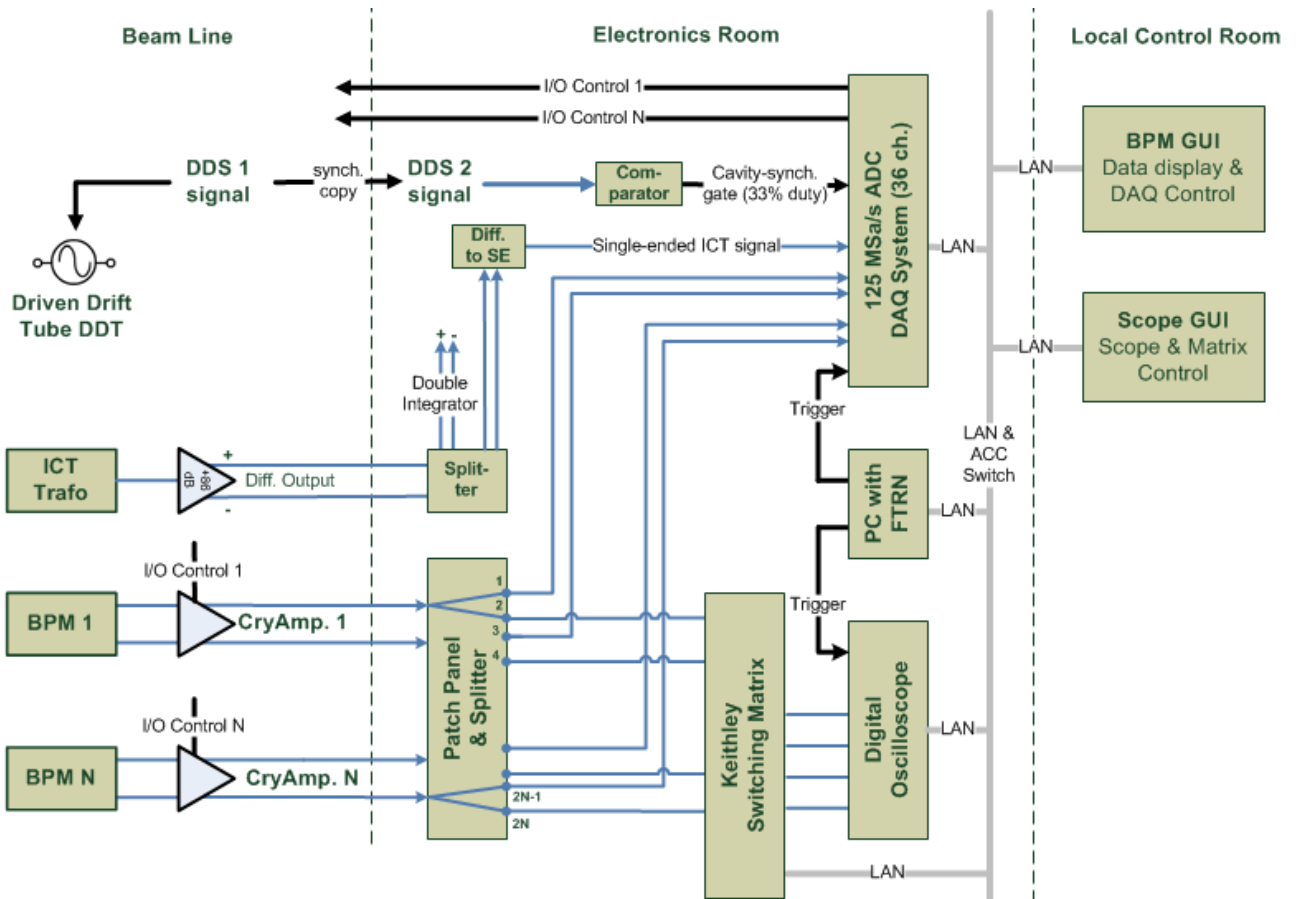 Beam Line
Electronics Room
Local Control Room
I/O Control 1
I/O Control N
DDS 1
signal
synch.
copy
DDS 2
signal
Com-
parator
Cavity-synch.
gate (33% duty)
125 MSa/s ADC
DAQ System (36 ch.)
LAN
LAN
BPM GUI
Data display &
DAQ Control
Driven Drift
Tube DDT
Diff.
to SE
Single-ended ICT signal
+ -
Double
Integrator
LAN
Scope GUI
Scope & Matrix
Control
Trigger
LAN &
ACC
Switch
ICT
Trafo
+86
dB
+
Diff. Output
-
Split-
ter
PC with
FTRN
LAN
I/O Control 1
BPM 1
CryAmp. 1
Patch Panel
& Splitter
1
2
3
4
Trigger
I/O Control N
BPM N
CryAmp. N
2N-1
2N
Keithley
Switching Matrix
Digital
Oscilloscope
LAN
LAN